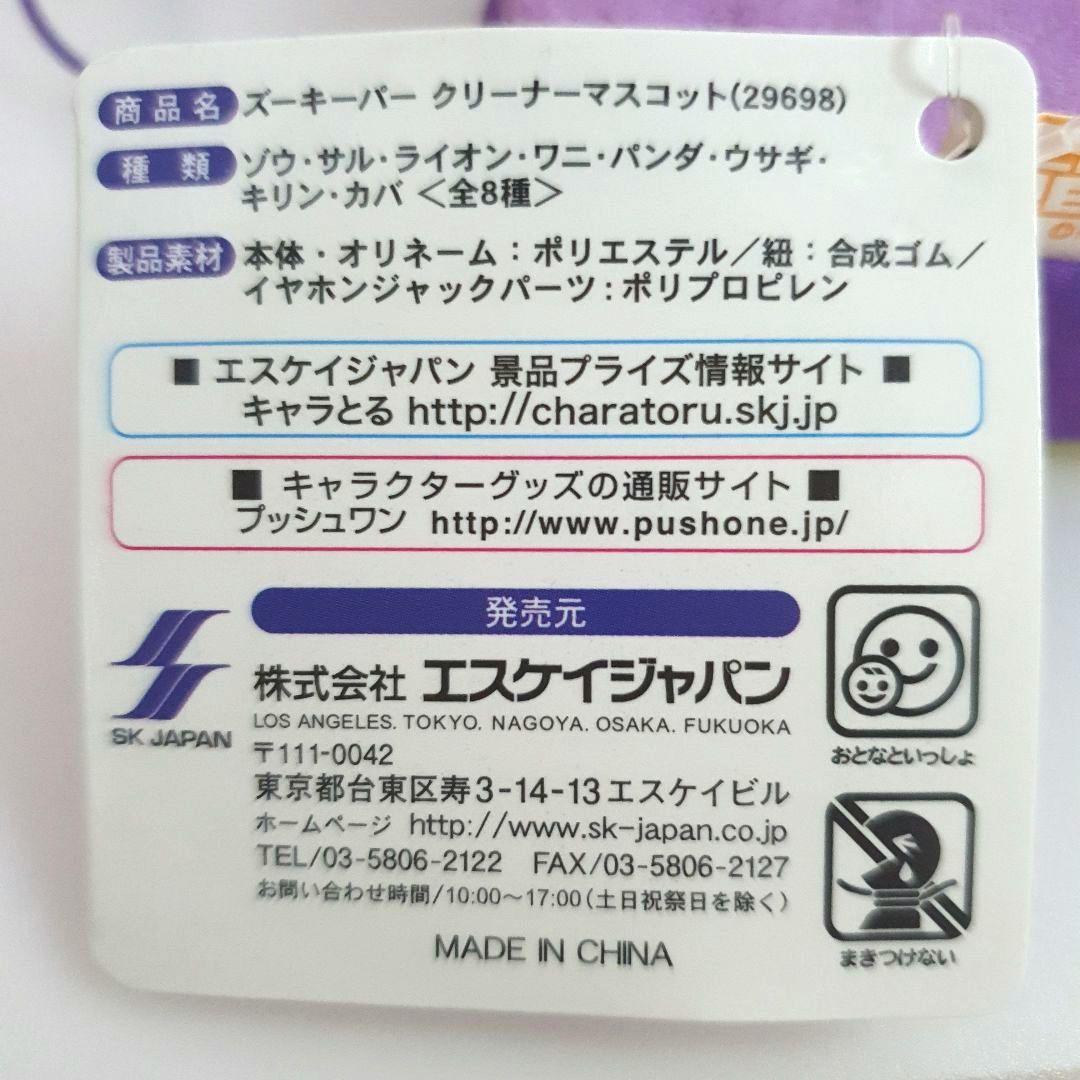 商品名 ズーキーパー クリーナーマスコット(29698)
種類 ゾウ・サル・ライオン・ワニ・パンダ・ウサギ・
キリン・カバ <全8種>
製品素材 本体・オリネーム：ポリエステル／紐：合成ゴム／
イヤホンジャックパーツ：ポリプロピレン
■ エスケイジャパン 景品プライズ情報サイト ■
キャラとる http://charatoru.skj.jp
■ キャラクターグッズの通販サイト ■
プッシュワン http://www.pushone.jp/
発売元
SK JAPAN
株式会社 エスケイジャパン
LOS ANGELES. TOKYO. NAGOYA. OSAKA. FUKUOKA
〒111-0042
東京都台東区寿3-14-13エスケイビル
ホームページ http://www.sk-japan.co.jp
TEL/03-5806-2122 FAX/03-5806-2127
お問い合わせ時間/10:00～17:00(土日祝祭日を除く)
MADE IN CHINA
おとなといっしょ
まきつけない